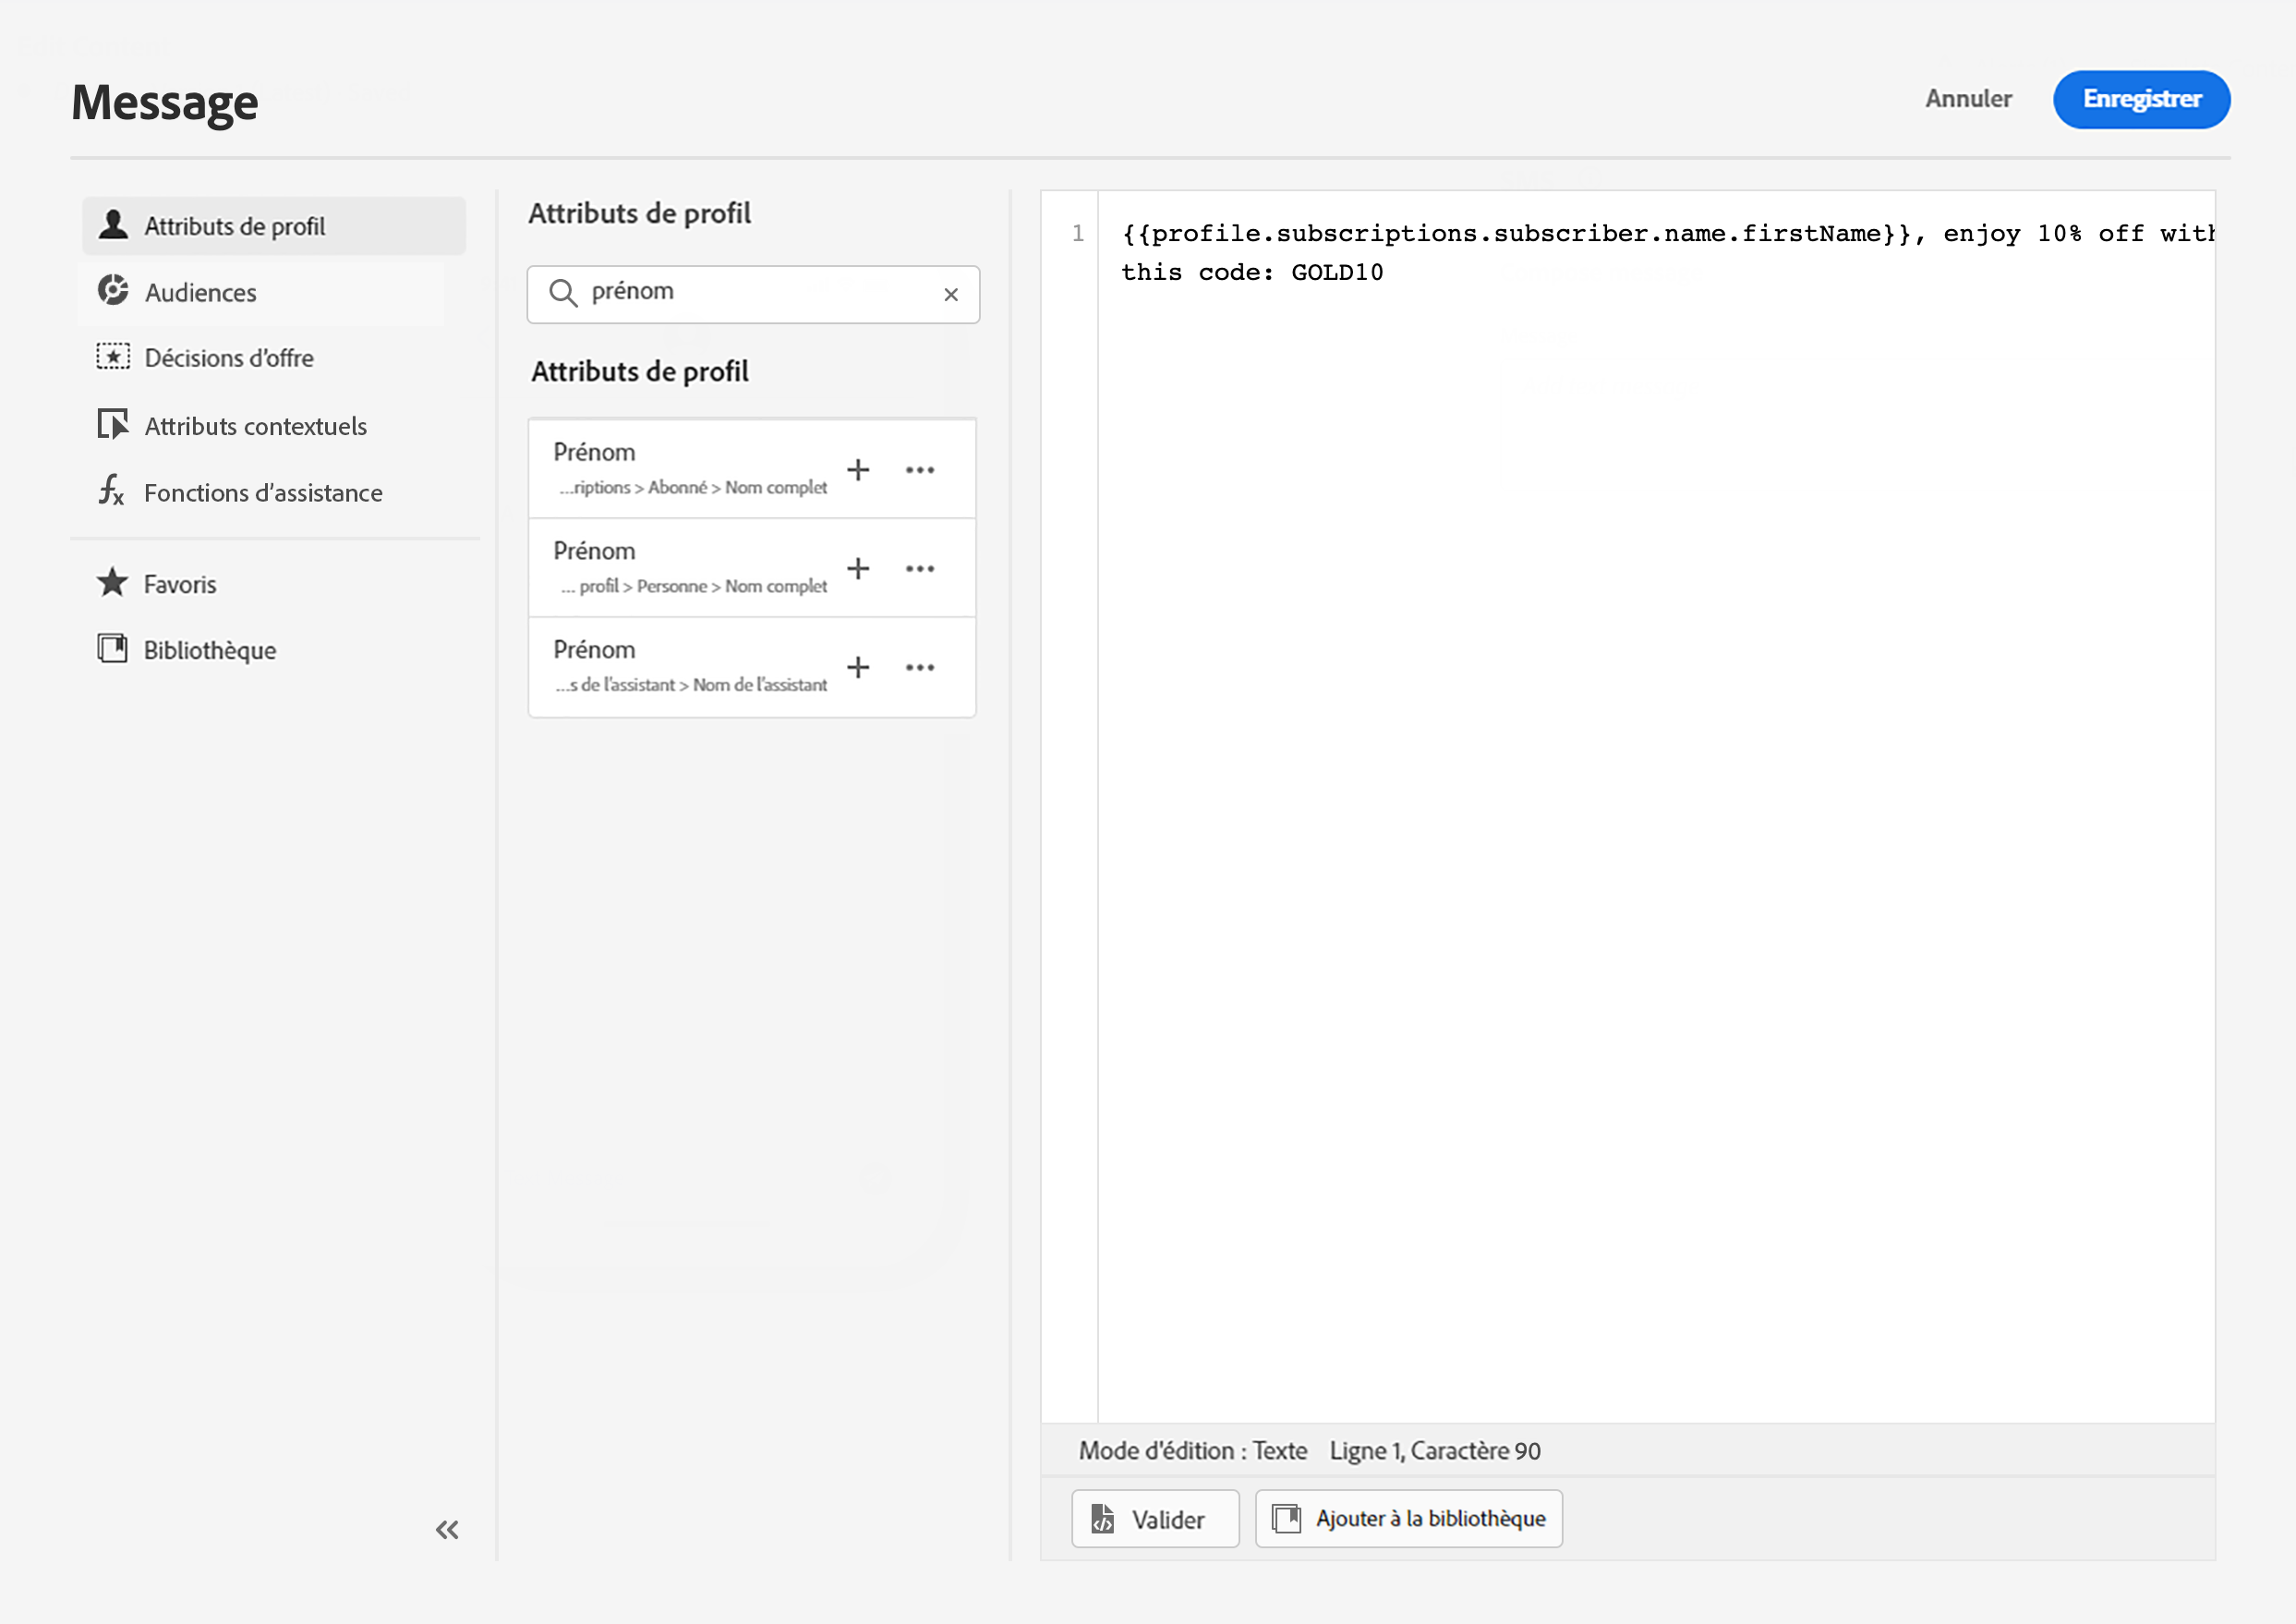 Message
Annuler
Enregistrer
Attributs de profil
Audiences
Décisions d’offre
Attributs contextuels
Fonctions d’assistance
Favoris
Bibliothèque
Attributs de profil
prénom
Attributs de profil
Prénom
...riptions > Abonné > Nom complet
Prénom
... profil > Personne > Nom complet
Prénom
...s de l'assistant > Nom de l'assistant
1
{{profile.subscriptions.subscriber.name.firstName}}, enjoy 10% off with
this code: GOLD10
Mode d'édition : Texte Ligne 1, Caractère 90
Valider
Ajouter à la bibliothèque